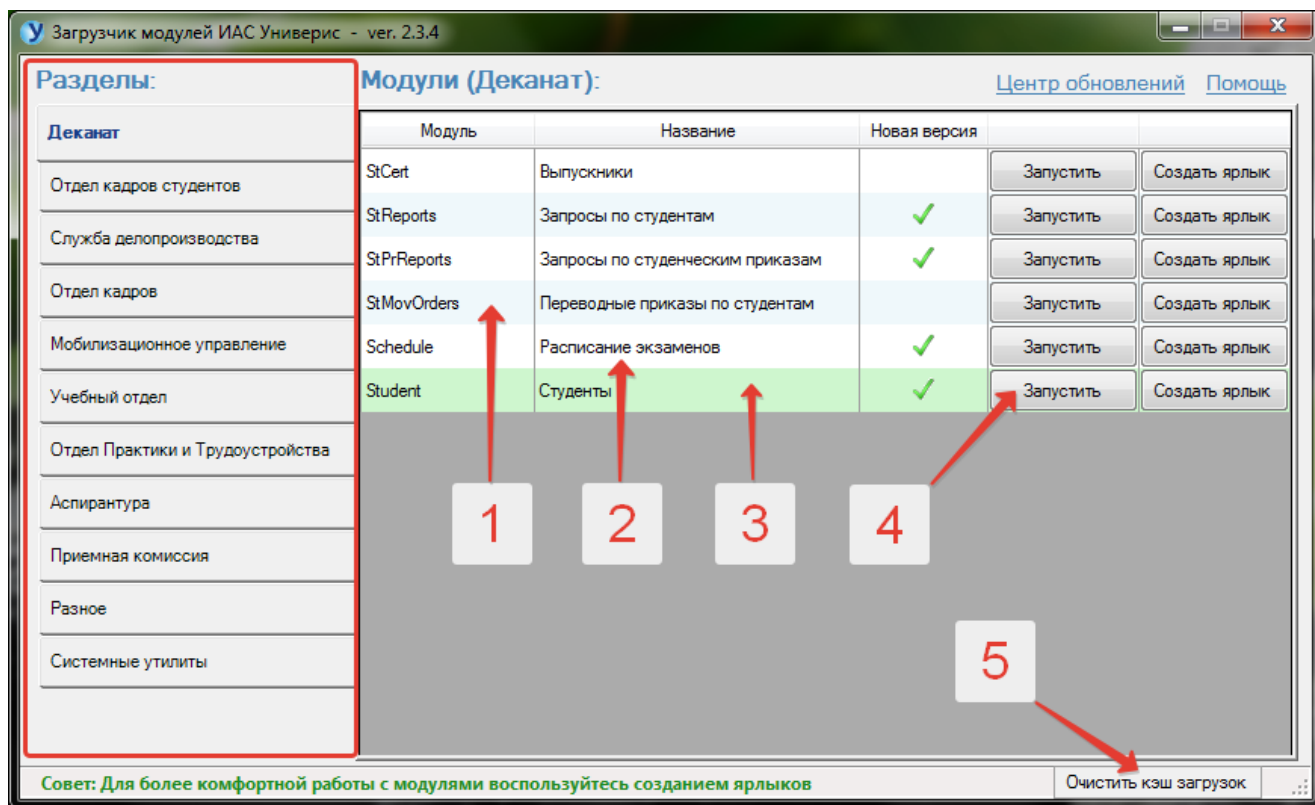 Загрузчик модулей ИАС Универис - ver. 2.3.4
Разделы:
Деканат
Отдел кадров студентов
Служба делопроизводства
Отдел кадров
Мобилизационное управление
Учебный отдел
Отдел Практики и Трудоустройства
Аспирантура
Приемная комиссия
Разное
Системные утилиты
Модули (Деканат):
Центр обновлений Помощь
Модуль Название Новая версия
StCert Выпускники Запустить Создать ярлык
StReports Запросы по студентам Запустить Создать ярлык
StPrReports Запросы по студенческим приказам Запустить Создать ярлык
StMovOrders Переводные приказы по студентам Запустить Создать ярлык
Schedule Расписание экзаменов Запустить Создать ярлык
Student Студенты Запустить Создать ярлык
1 2 3 4
5
Совет: Для более комфортной работы с модулями воспользуйтесь созданием ярлыков
Очистить кэш загрузок